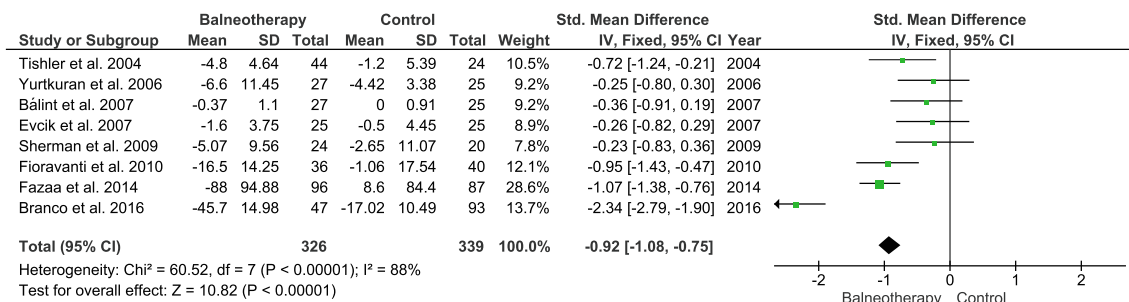 Balneotherapy Control Std. Mean Difference Std. Mean Difference
Study or Subgroup Mean SD Total Mean SD Total Weight IV, Fixed, 95% CI Year IV, Fixed, 95% CI
Tishler et al. 2004 -4.8 4.64 44 -1.2 5.39 24 10.5% -0.72 [-1.24, -0.21] 2004
Yurtkuran et al. 2006 -6.6 11.45 27 -4.42 3.38 25 9.2% -0.25 [-0.80, 0.30] 2006
Bálint et al. 2007 -0.37 1.1 27 0 0.91 25 9.2% -0.36 [-0.91, 0.19] 2007
Evcik et al. 2007 -1.6 3.75 25 -0.5 4.45 25 8.9% -0.26 [-0.82, 0.29] 2007
Sherman et al. 2009 -5.07 9.56 24 -2.65 11.07 20 7.8% -0.23 [-0.83, 0.36] 2009
Fioravanti et al. 2010 -16.5 14.25 36 -1.06 17.54 40 12.1% -0.95 [-1.43, -0.47] 2010
Fazaa et al. 2014 -88 94.88 96 8.6 84.4 87 28.6% -1.07 [-1.38, -0.76] 2014
Branco et al. 2016 -45.7 14.98 47 -17.02 10.49 93 13.7% -2.34 [-2.79, -1.90] 2016
Total (95% CI) 326 339 100.0% -0.92 [-1.08, -0.75]
Heterogeneity: Chi² = 60.52, df = 7 (P < 0.00001); I² = 88%
Test for overall effect: Z = 10.82 (P < 0.00001)
-2 -1 0 1 2
Balneotherapy Control